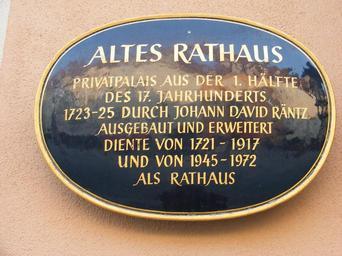 ALTES RATHAUS
PRIVATPALAIS AUS DER 1. HÄLFTE
DES 17. JAHRHUNDERTS
1723-25 DURCH JOHANN DAVID RÄNTZ
AUSGEBAUT UND ERWEITERT
DIENTE VON 1721 - 1917
UND VON 1945-1972
ALS RATHAUS